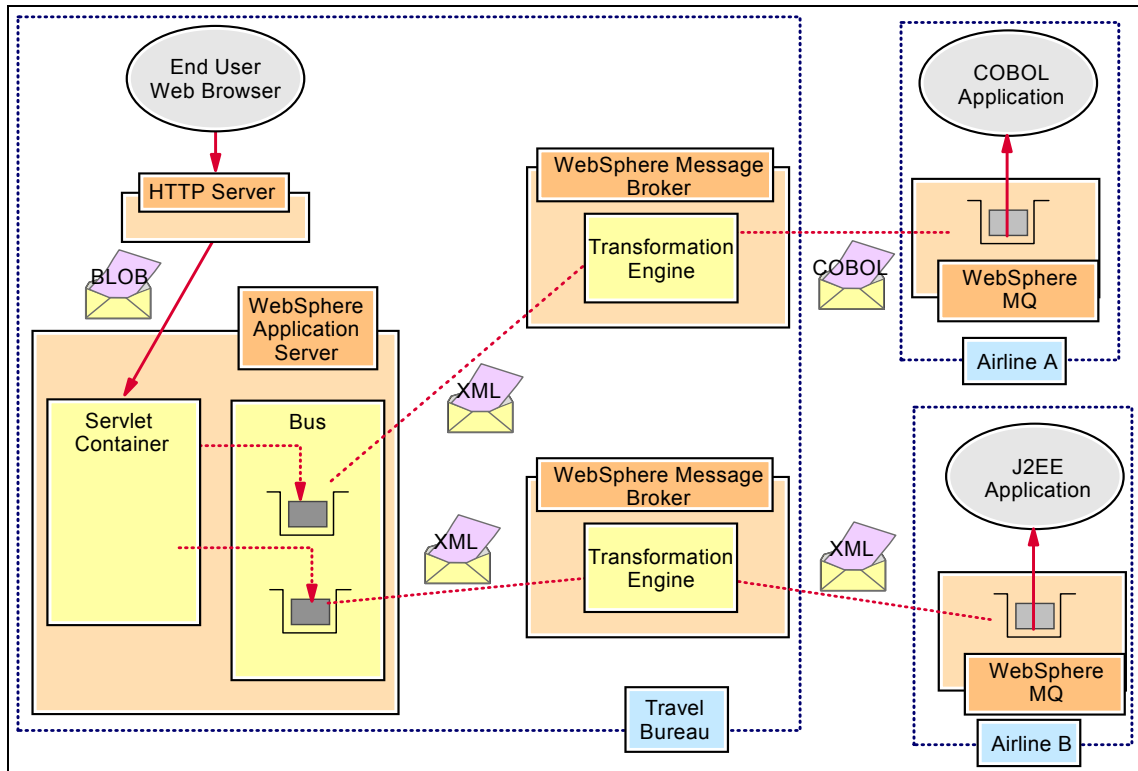 End User
Web Browser
HTTP Server
BLOB
WebSphere
Application
Server
Servlet
Container
Bus
XML
XML
WebSphere Message
Broker
Transformation
Engine
WebSphere Message
Broker
Transformation
Engine
Travel
Bureau
COBOL
XML
COBOL
Application
WebSphere
MQ
Airline A
J2EE
Application
WebSphere
MQ
Airline B